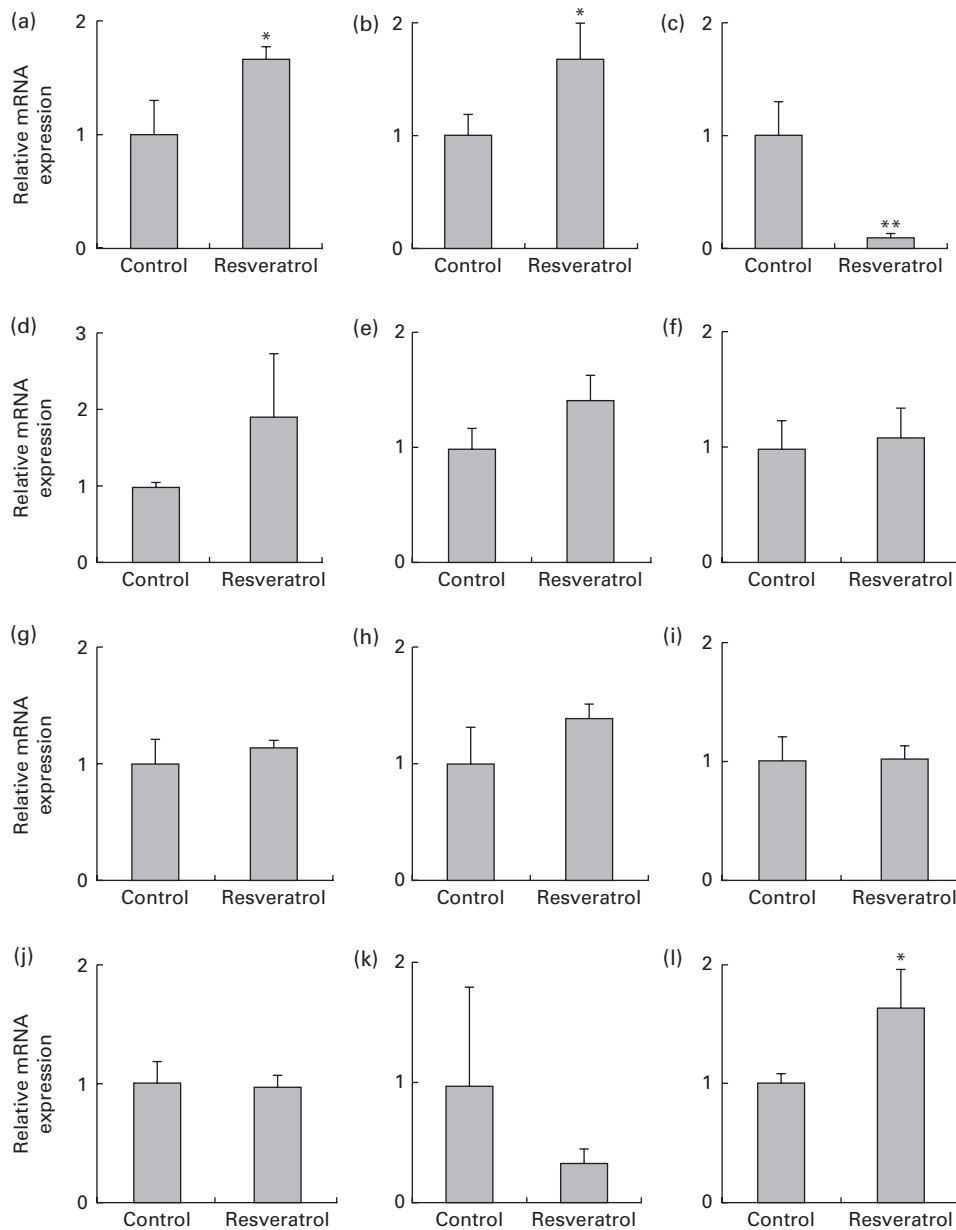 (a)
Relative mRNA
expression
2
1
0
*
Control Resveratrol
(b)
2
1
0
*
Control Resveratrol
(c)
2
1
0
**
Control Resveratrol
(d)
Relative mRNA
expression
3
2
1
0
Control Resveratrol
(e)
2
1
0
Control Resveratrol
(f)
2
1
0
Control Resveratrol
(g)
Relative mRNA
expression
2
1
0
Control Resveratrol
(h)
2
1
0
Control Resveratrol
(i)
2
1
0
Control Resveratrol
(j)
Relative mRNA
expression
2
1
0
Control Resveratrol
(k)
2
1
0
Control Resveratrol
(l)
2
1
0
*
Control Resveratrol